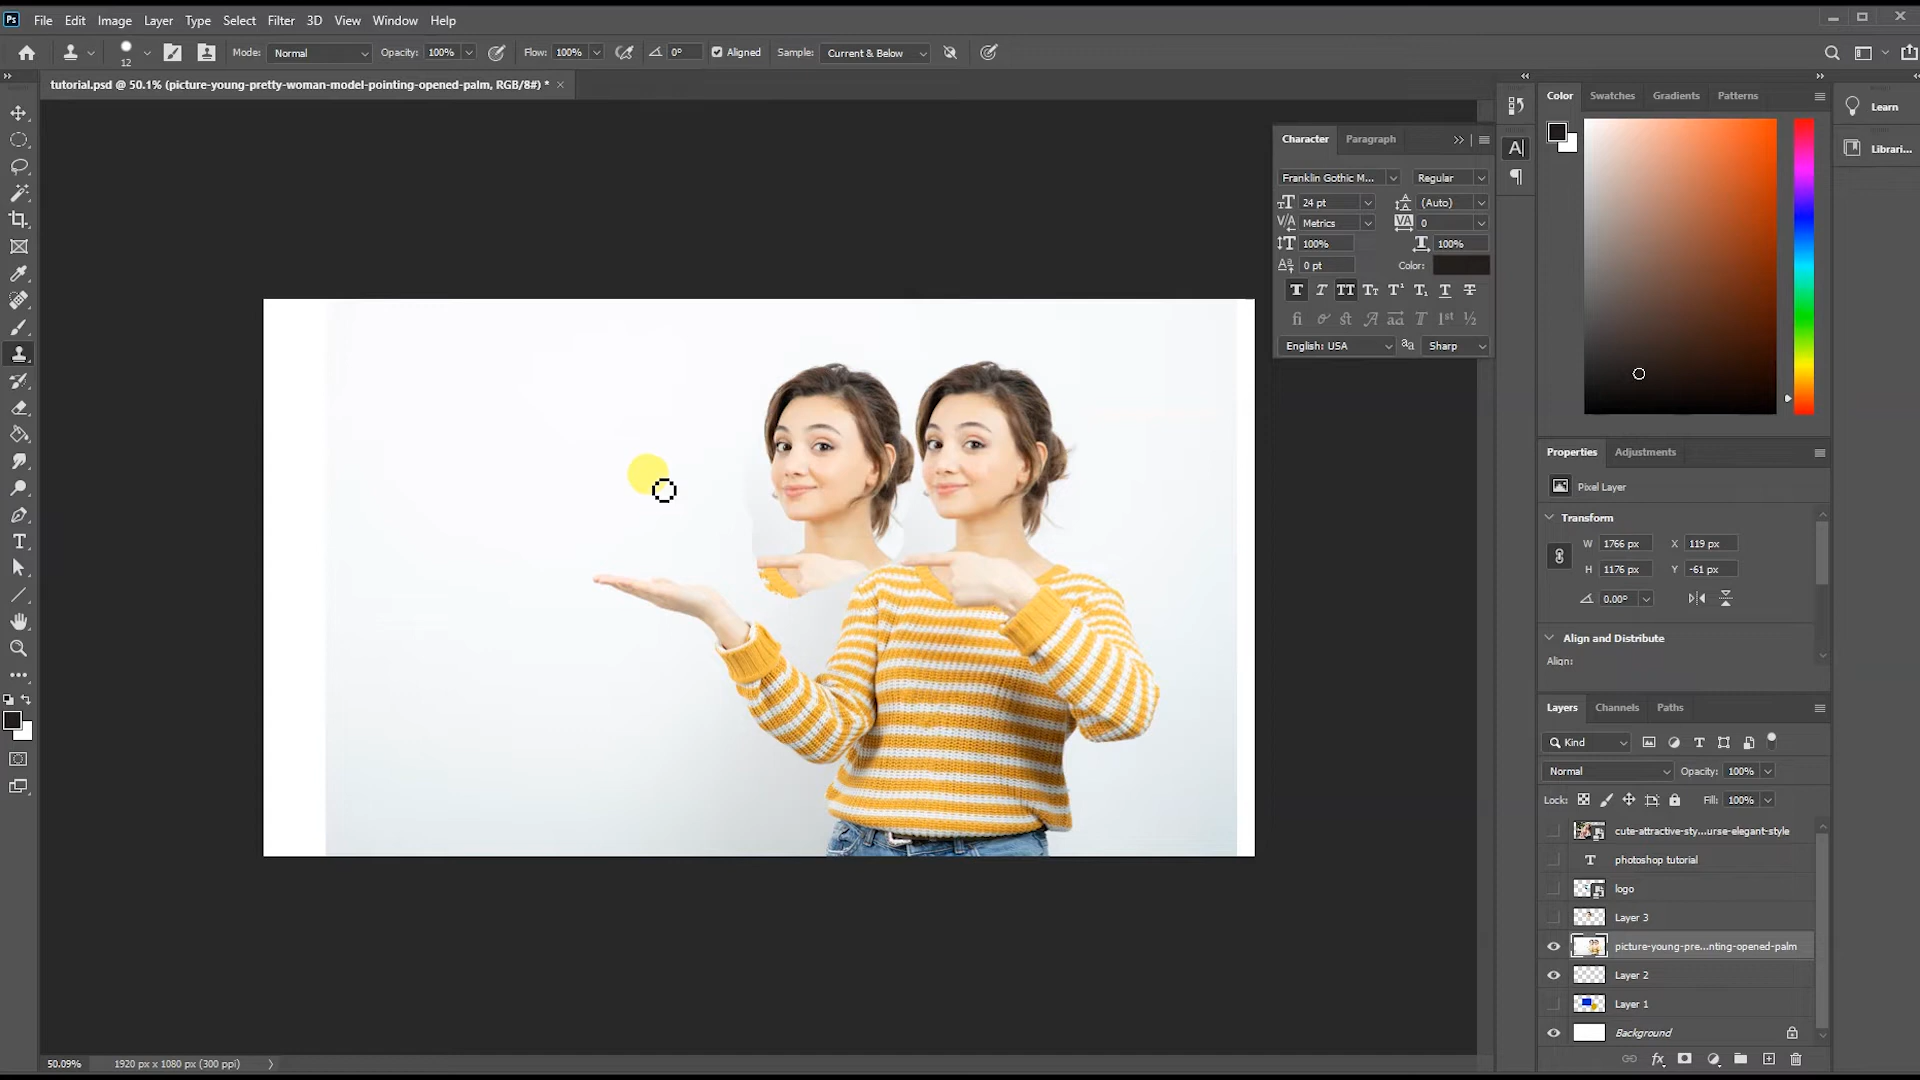 Ps File Edit Image Layer Type Select Filter 3D View Window Help
12 Mode: Normal Opacity: 100% Flow: 100% 0° Aligned Sample: Current & Below
tutorial.psd @ 50.1% (picture-young-pretty-woman-model-pointing-opened-palm, RGB/8#) *
Character Paragraph
Franklin Gothic M... Regular
24 pt (Auto)
Metrics 0
100% 100%
0 pt Color:
English: USA Sharp
Color Swatches Gradients Patterns
Learn
Librari...
Properties Adjustments
Pixel Layer
Transform
W 1766 px X 119 px
H 1176 px Y -61 px
0.00°
Align and Distribute
Align:
Layers Channels Paths
Kind
Normal Opacity: 100%
Lock: Fill: 100%
cute-attractive-sty...urse-elegant-style
photoshop tutorial
logo
Layer 3
picture-young-pre...nting-opened-palm
Layer 2
Layer 1
Background
50.09% 1920 px x 1080 px (300 ppi)